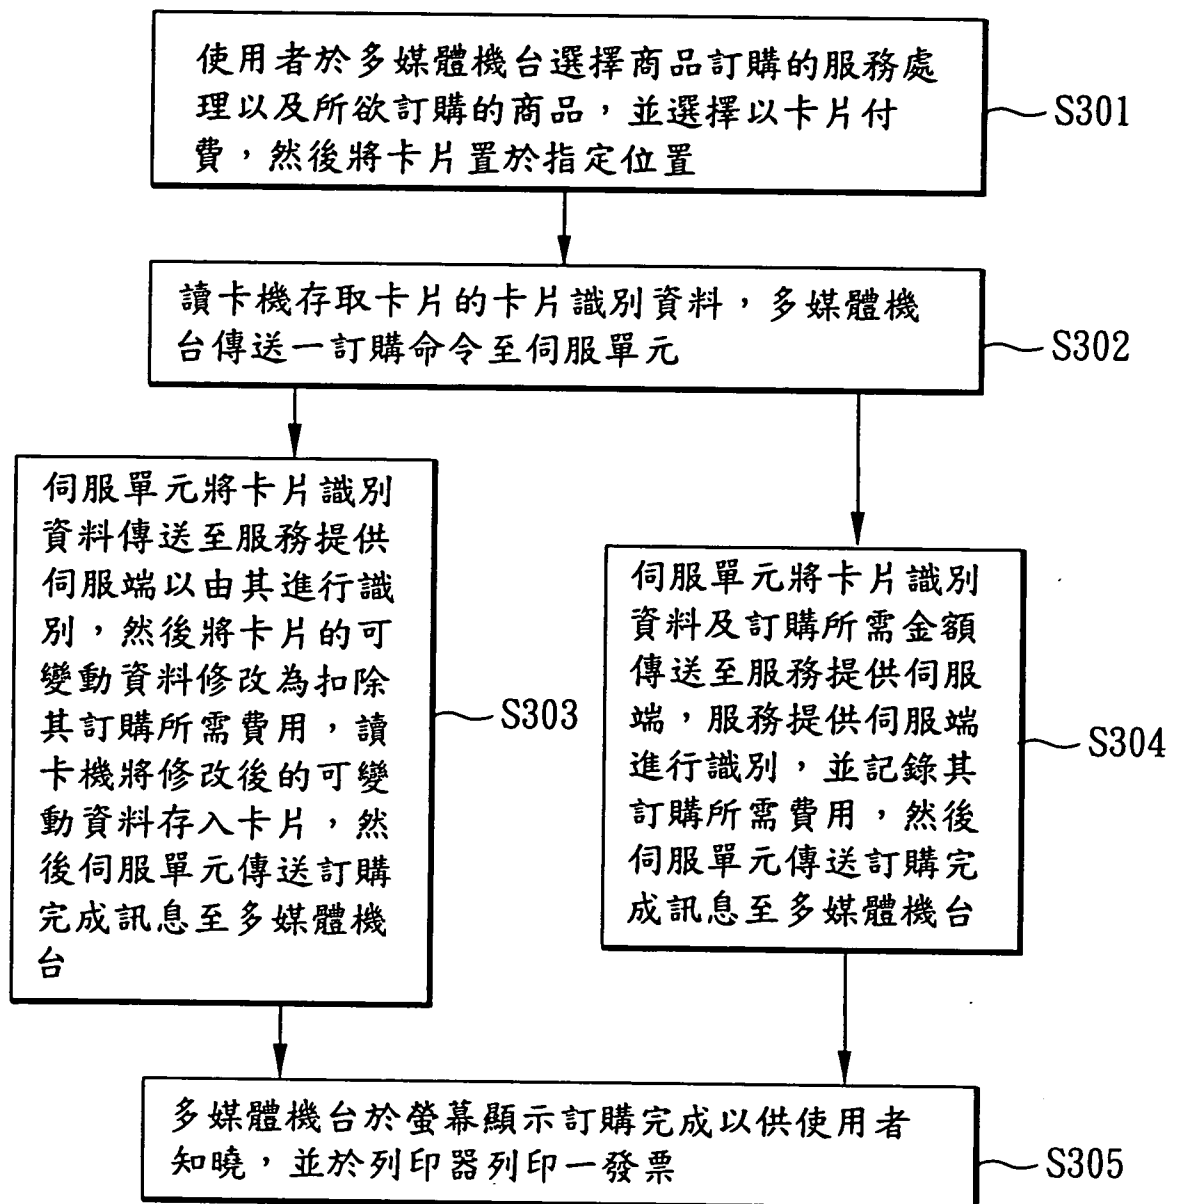 使用者於多媒體機台選擇商品訂購的服務處
理以及所欲訂購的商品，並選擇以卡片付
費，然後將卡片置於指定位置
S301
讀卡機存取卡片的卡片識別資料，多媒體機
台傳送一訂購命令至伺服單元
S302
伺服單元將卡片識別
資料傳送至服務提供
伺服端以由其進行識
別，然後將卡片的可
變動資料修改為扣除
其訂購所需費用，讀
卡機將修改後的可變
動資料存入卡片，然
後伺服單元傳送訂購
完成訊息至多媒體機
台
S303
伺服單元將卡片識別
資料及訂購所需金額
傳送至服務提供伺服
端，服務提供伺服端
進行識別，並記錄其
訂購所需費用，然後
伺服單元傳送訂購完
成訊息至多媒體機台
S304
多媒體機台於螢幕顯示訂購完成以供使用者
知曉，並於列印器列印一發票
S305